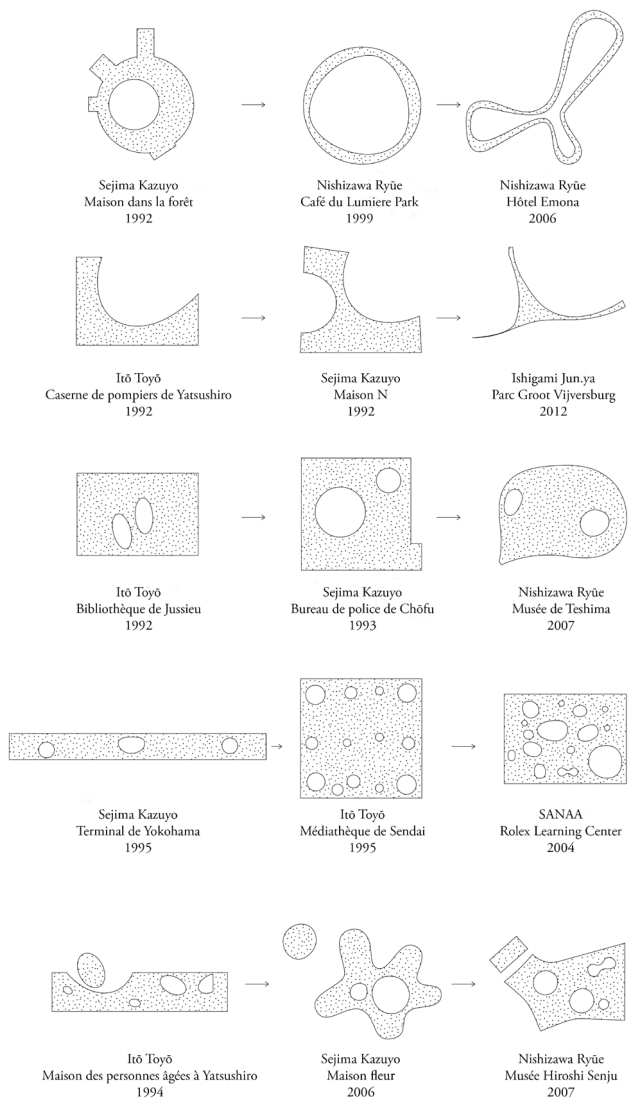 Sejima Kazuyo
Maison dans la forêt
1992
Nishizawa Ryūe
Café du Lumiere Park
1999
Nishizawa Ryūe
Hôtel Emona
2006
Itō Toyō
Caserne de pompiers de Yatsushiro
1992
Sejima Kazuyo
Maison N
1992
Ishigami Jun.ya
Parc Groot Vijversburg
2012
Itō Toyō
Bibliothèque de Jussieu
1992
Sejima Kazuyo
Bureau de police de Chōfu
1993
Nishizawa Ryūe
Musée de Teshima
2007
Sejima Kazuyo
Terminal de Yokohama
1995
Itō Toyō
Médiathèque de Sendai
1995
SANAA
Rolex Learning Center
2004
Itō Toyō
Maison des personnes âgées à Yatsushiro
1994
Sejima Kazuyo
Maison fleur
2006
Nishizawa Ryūe
Musée Hiroshi Senju
2007